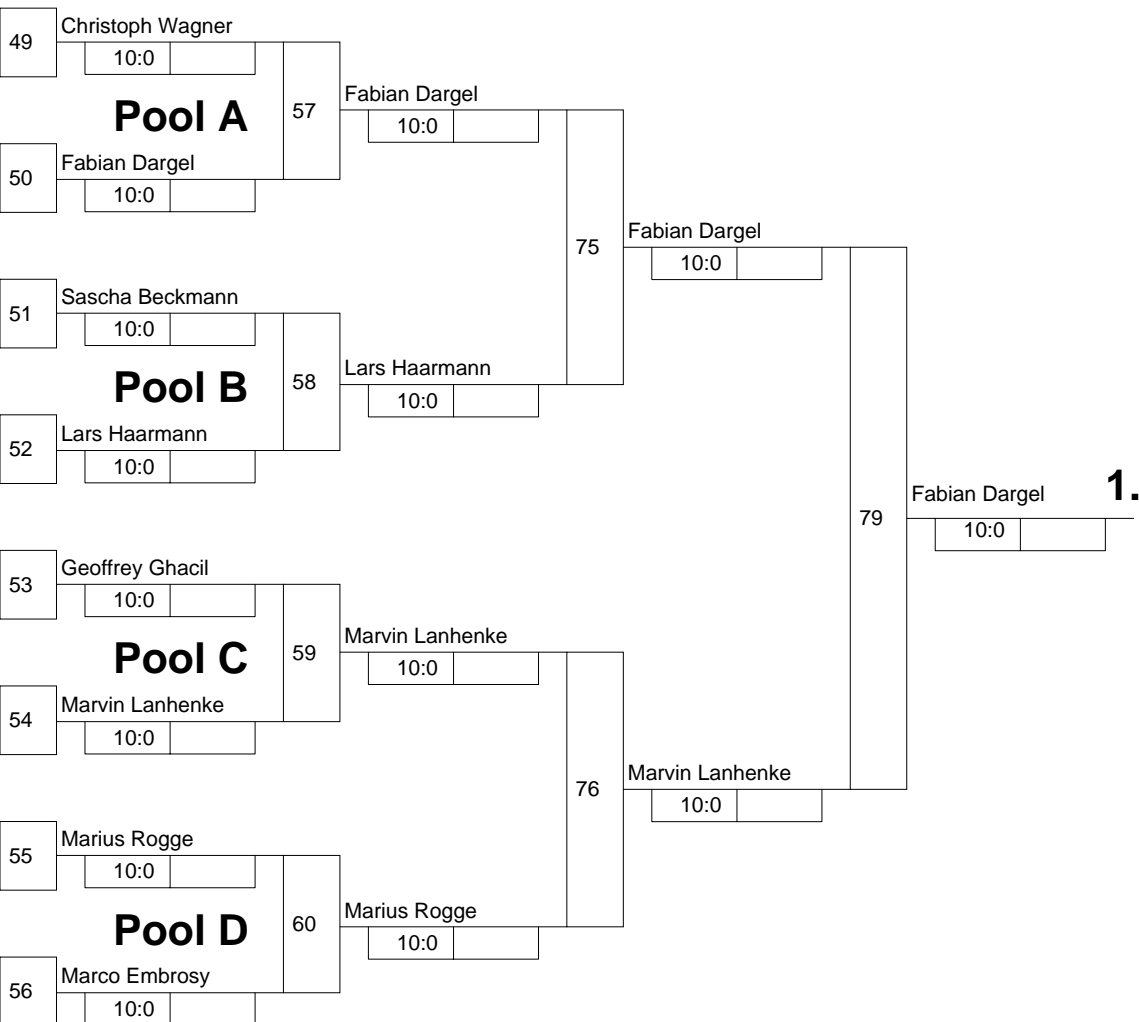 49
Christoph Wagner
10:0
Pool A
57
Fabian Dargel
10:0
50
Fabian Dargel
10:0
75
Fabian Dargel
10:0
51
Sascha Beckmann
10:0
Pool B
58
Lars Haarmann
10:0
52
Lars Haarmann
10:0
79
Fabian Dargel 1.
10:0
53
Geoffrey Ghacil
10:0
Pool C
59
Marvin Lanhenke
10:0
54
Marvin Lanhenke
10:0
76
Marvin Lanhenke
10:0
55
Marius Rogge
10:0
Pool D
60
Marius Rogge
10:0
56
Marco Embrosy
10:0